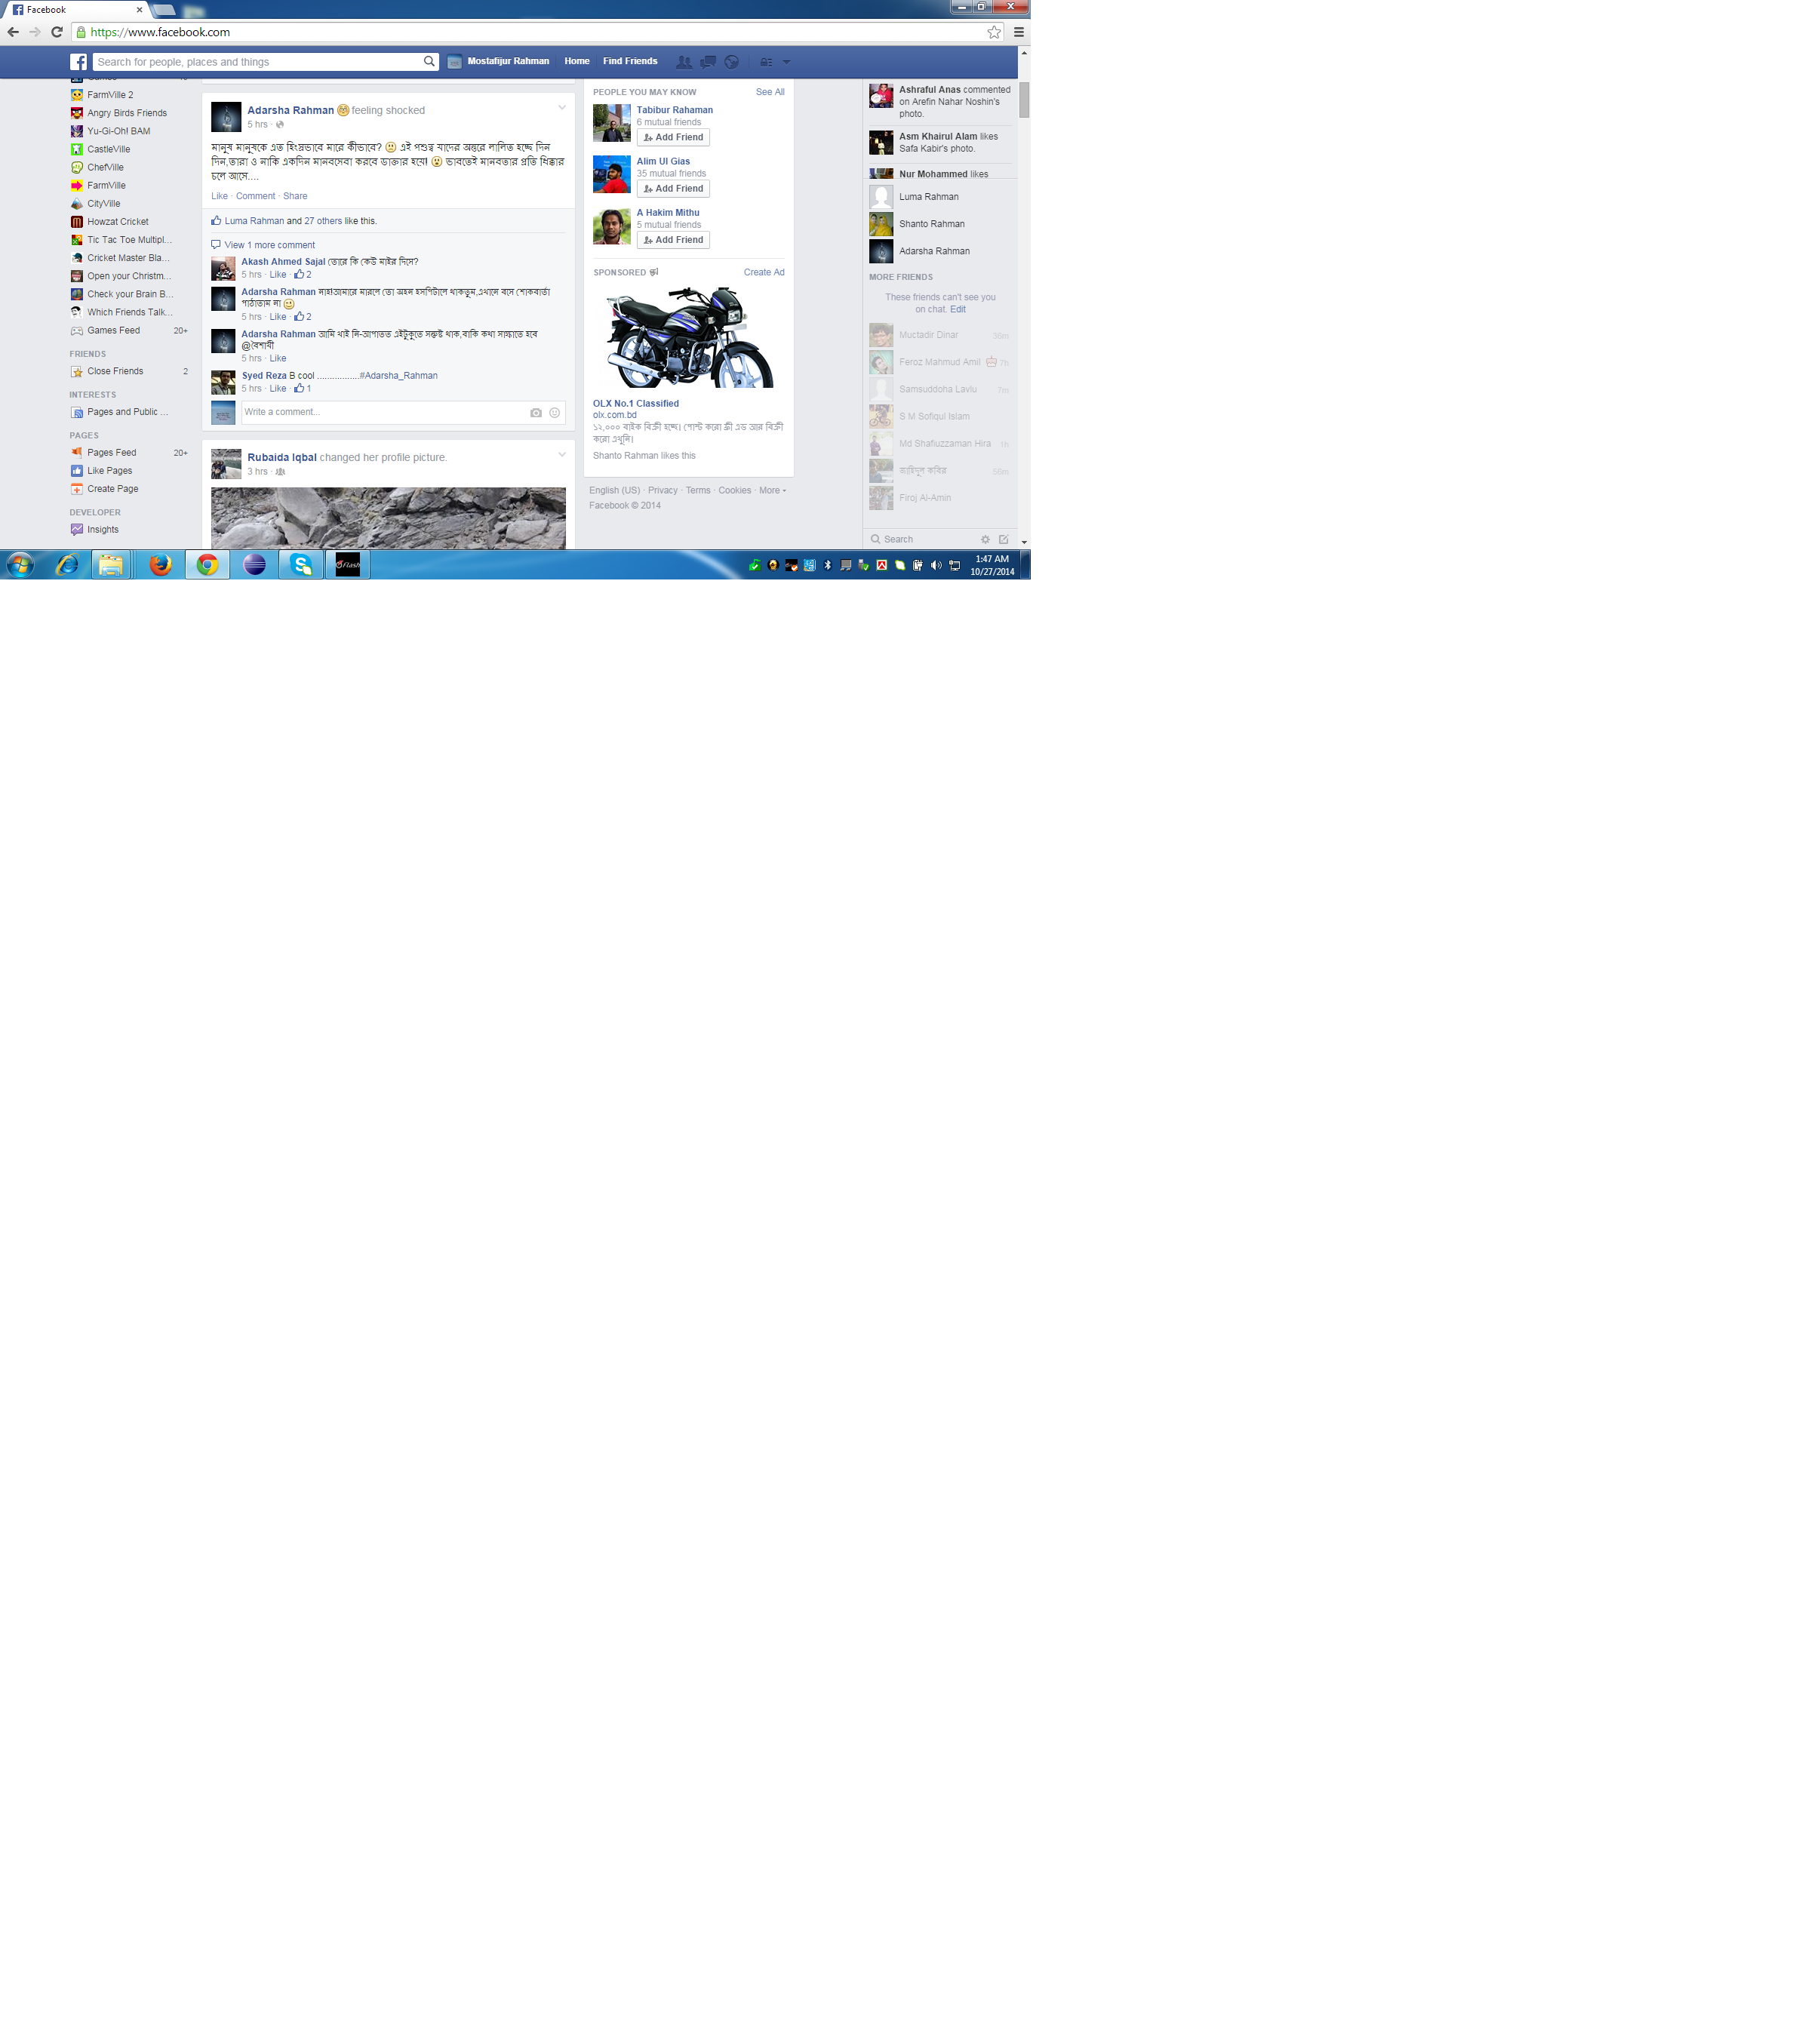 Facebook
https://www.facebook.com
Search for people, places and things
Mostafijur Rahman Home Find Friends
FarmVille 2
Angry Birds Friends
Yu-Gi-Oh! BAM
CastleVille
ChefVille
FarmVille
CityVille
Howzat Cricket
Tic Tac Toe Multipl...
Cricket Master Bla...
Open your Christm...
Check your Brain B...
Which Friends Talk...
Games Feed 20+
FRIENDS
Close Friends 2
INTERESTS
Pages and Public ...
PAGES
Pages Feed 20+
Like Pages
Create Page
DEVELOPER
Insights
Adarsha Rahman feeling shocked
5 hrs ·
মানুষ মানুষকে এত হিংস্রভাবে মারে কীভাবে? এই পশুত্ব যাদের অন্তরে লালিত হচ্ছে দিন
দিন,তারা ও নাকি একদিন মানবসেবা করবে ডাক্তার হয়ে! ভাবতেই মানবতার প্রতি ধিক্কার
চলে আসে....
Like · Comment · Share
Luma Rahman and 27 others like this.
View 1 more comment
Akash Ahmed Sajal তোরে কি কেউ মাইর দিসে?
5 hrs · Like · 2
Adarsha Rahman নাহ!আমারে মারলে তো অহন হসপিটালে থাকতুম,এখানে বসে শোকবার্তা
পাঠাতাম না
5 hrs · Like · 2
Adarsha Rahman আমি খাই নি-আপাতত এইটুকুতে সন্তুষ্ট থাক,বাকি কথা সাক্ষাতে হবে
@বৈশাখী
5 hrs · Like
Syed Reza B cool .................#Adarsha_Rahman
5 hrs · Like · 1
Write a comment...
Rubaida Iqbal changed her profile picture.
3 hrs ·
PEOPLE YOU MAY KNOW See All
Tabibur Rahaman
6 mutual friends
Add Friend
Alim Ul Gias
35 mutual friends
Add Friend
A Hakim Mithu
5 mutual friends
Add Friend
SPONSORED Create Ad
OLX No.1 Classified
olx.com.bd
১২,০০০ বাইক বিক্রী হচ্ছে। পোস্ট করো ফ্রী এড আর বিক্রী
করো এখুনি।
Shanto Rahman likes this
English (US) · Privacy · Terms · Cookies · More
Facebook © 2014
Ashraful Anas commented
on Arefin Nahar Noshin's
photo.
Asm Khairul Alam likes
Safa Kabir's photo.
Nur Mohammed likes
Luma Rahman
Shanto Rahman
Adarsha Rahman
MORE FRIENDS
These friends can't see you
on chat. Edit
Muctadir Dinar 36m
Feroz Mahmud Amil 7h
Samsuddoha Lavlu 7m
S M Sofiqul Islam
Md Shafiuzzaman Hira 1h
জাহিদুল কবির 56m
Firoj Al-Amin
Search
Flash
1:47 AM
10/27/2014